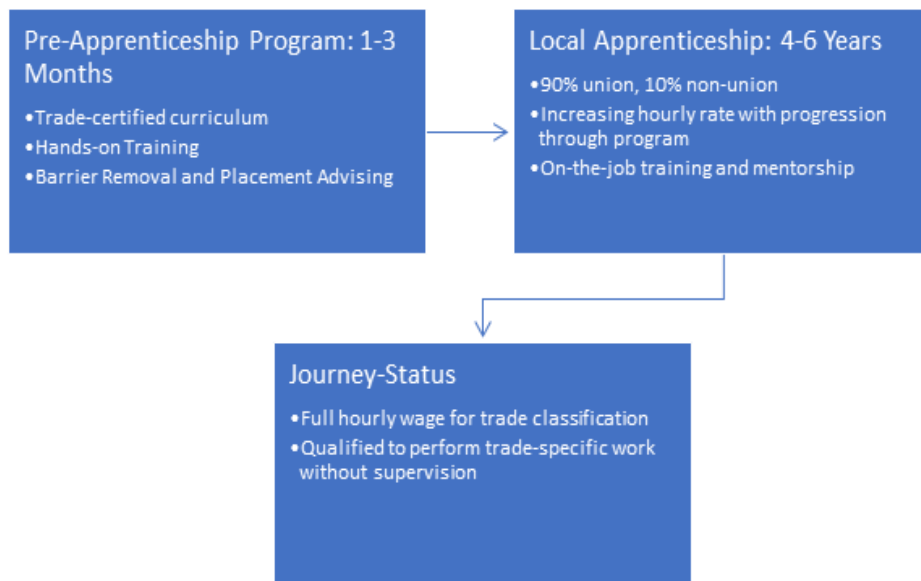 Pre-Apprenticeship Program: 1-3
Months
•Trade-certified curriculum
•Hands-on Training
•Barrier Removal and Placement Advising
Local Apprenticeship: 4-6 Years
•90% union, 10% non-union
•Increasing hourly rate with progression
through program
•On-the-job training and mentorship
Journey-Status
•Full hourly wage for trade classification
•Qualified to perform trade-specific work
without supervision